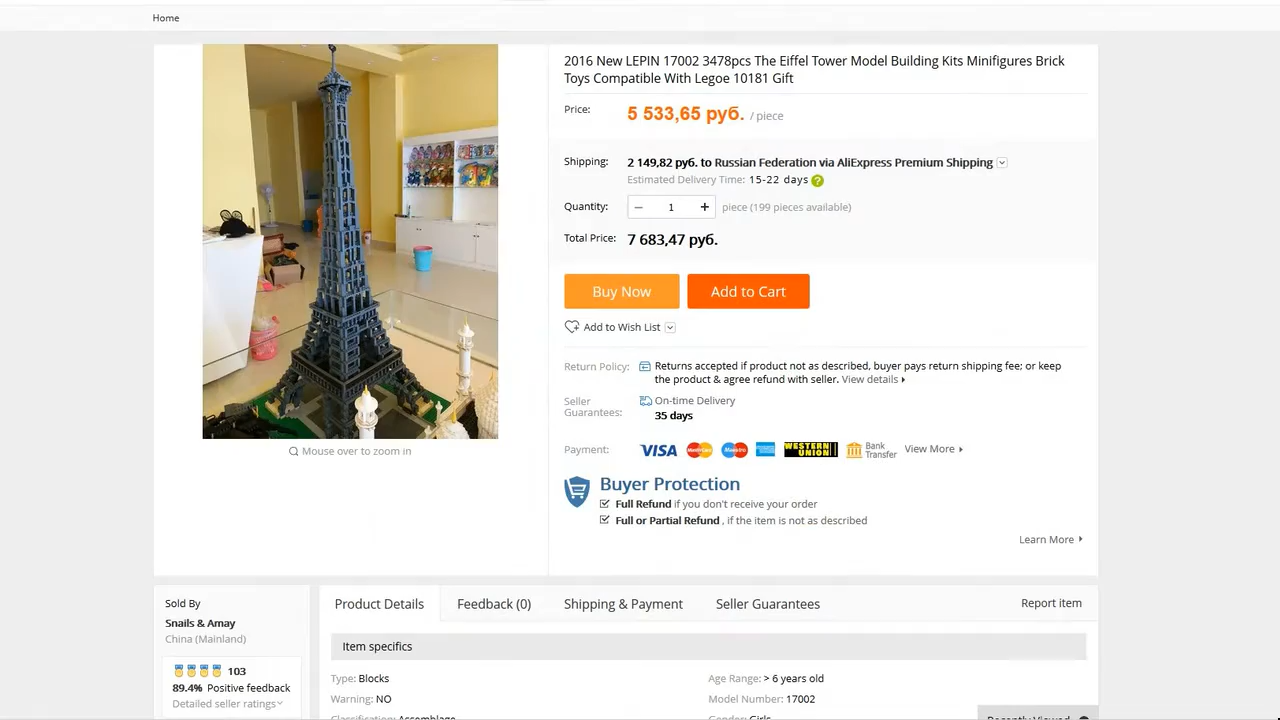 Home
2016 New LEPIN 17002 3478pcs The Eiffel Tower Model Building Kits Minifigures Brick
Toys Compatible With Legoe 10181 Gift
Price: 5 533,65 руб. / piece
Shipping: 2 149,82 руб. to Russian Federation via AliExpress Premium Shipping
Estimated Delivery Time: 15-22 days ?
Quantity: − 1 + piece (199 pieces available)
Total Price: 7 683,47 руб.
Buy Now Add to Cart
Add to Wish List
Return Policy: Returns accepted if product not as described, buyer pays return shipping fee; or keep
the product & agree refund with seller. View details
Seller Guarantees: On-time Delivery
35 days
Mouse over to zoom in
Payment: VISA MasterCard Maestro WESTERN UNION Bank Transfer View More
Buyer Protection
Full Refund if you don't receive your order
Full or Partial Refund , if the item is not as described
Learn More
Sold By
Snails & Amay
China (Mainland)
103
89.4% Positive feedback
Detailed seller ratings
Product Details Feedback (0) Shipping & Payment Seller Guarantees Report item
Item specifics
Type: Blocks Age Range: > 6 years old
Warning: NO Model Number: 17002
Classification: Assemblage Gender: Girls
Recently Viewed